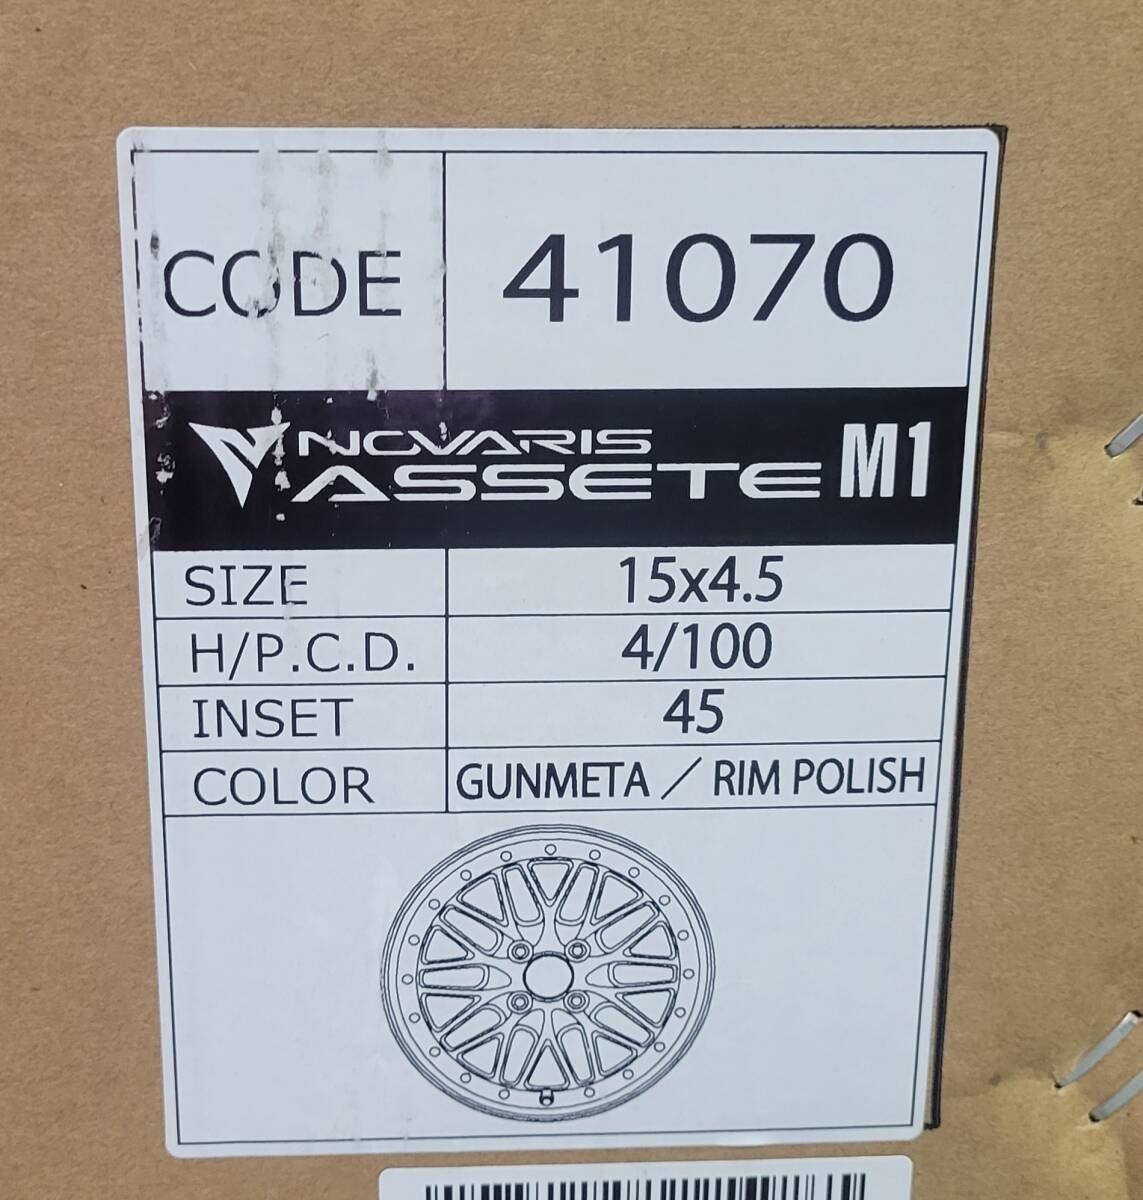 CODE 41070
NOVARIS
ASSETE M1
SIZE 15x4.5
H/P.C.D. 4/100
INSET 45
COLOR GUNMETA／RIM POLISH